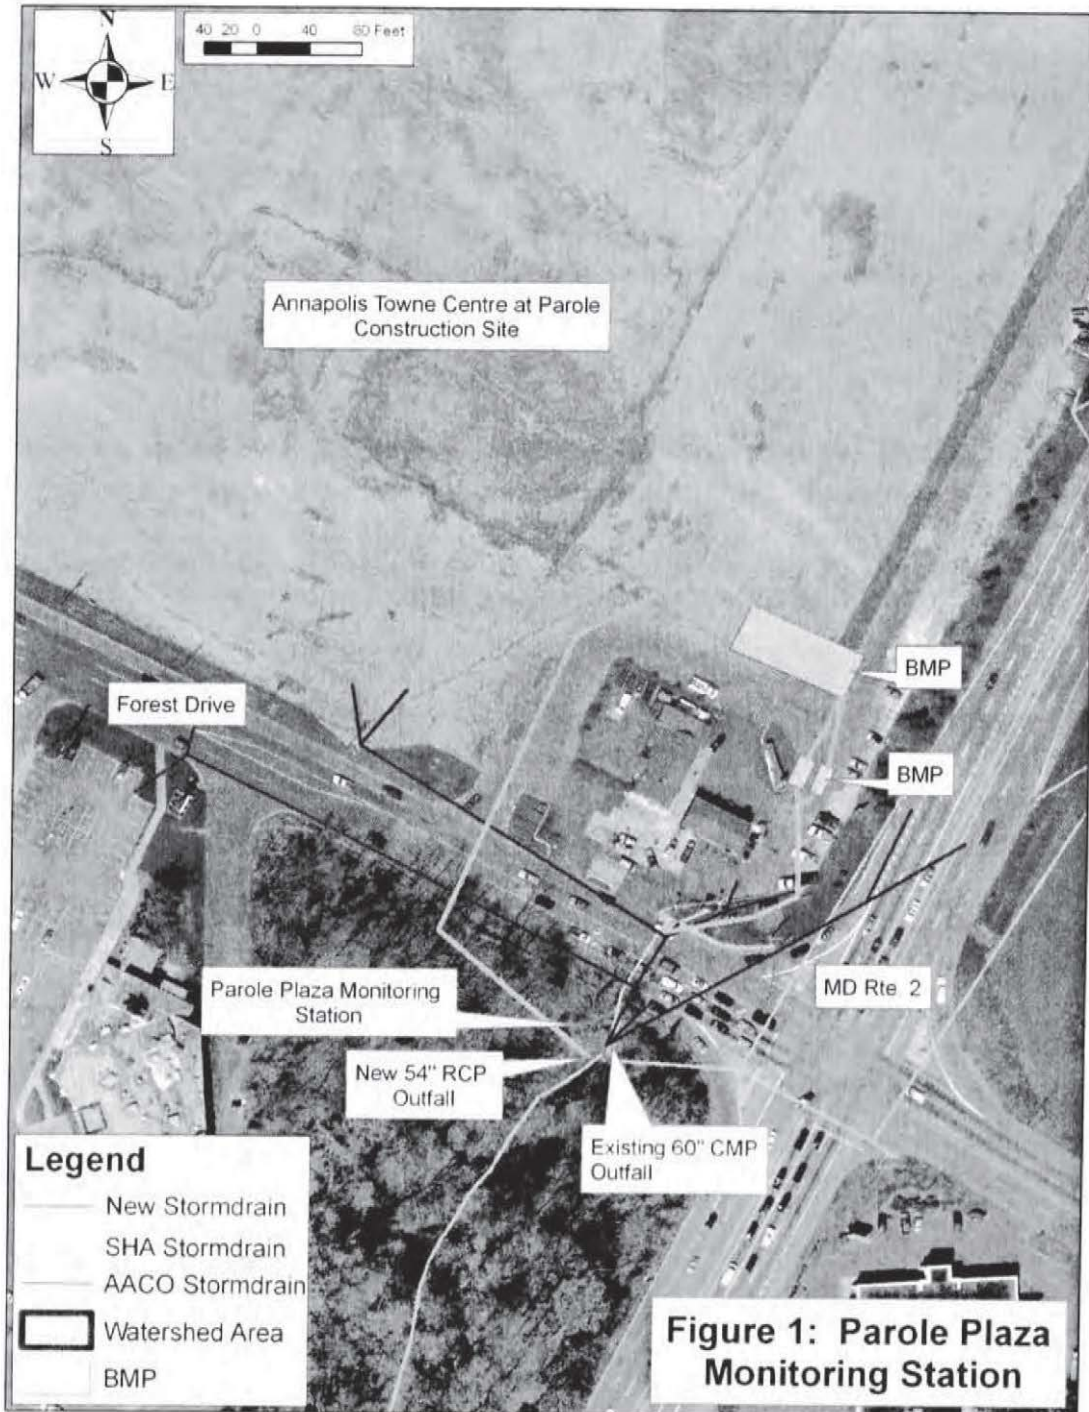 N
W E
S
40 20 0 40 80 Feet
Annapolis Towne Centre at Parole
Construction Site
BMP
Forest Drive
BMP
Parole Plaza Monitoring
Station
MD Rte. 2
New 54" RCP
Outfall
Existing 60" CMP
Outfall
Legend
New Stormdrain
SHA Stormdrain
AACO Stormdrain
Watershed Area
BMP
Figure 1: Parole Plaza
Monitoring Station